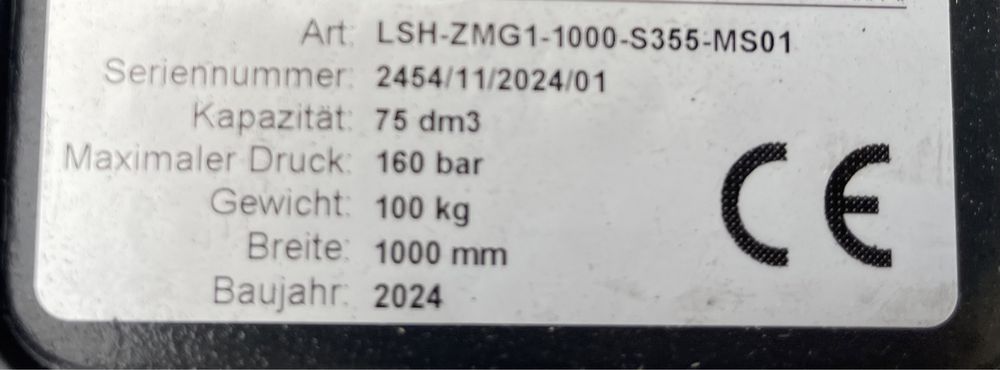 Art: LSH-ZMG1-1000-S355-MS01
Seriennummer: 2454/11/2024/01
Kapazität: 75 dm3
Maximaler Druck: 160 bar
Gewicht: 100 kg
Breite: 1000 mm
Baujahr: 2024
CE